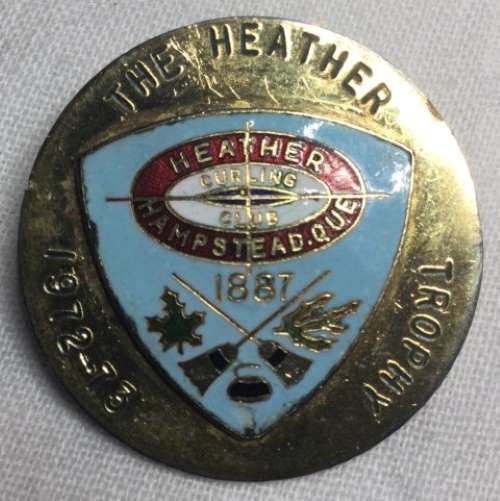 THE HEATHER TROPHY
1972-73
HEATHER
CURLING
CLUB
HAMPSTEAD.QUE
1887